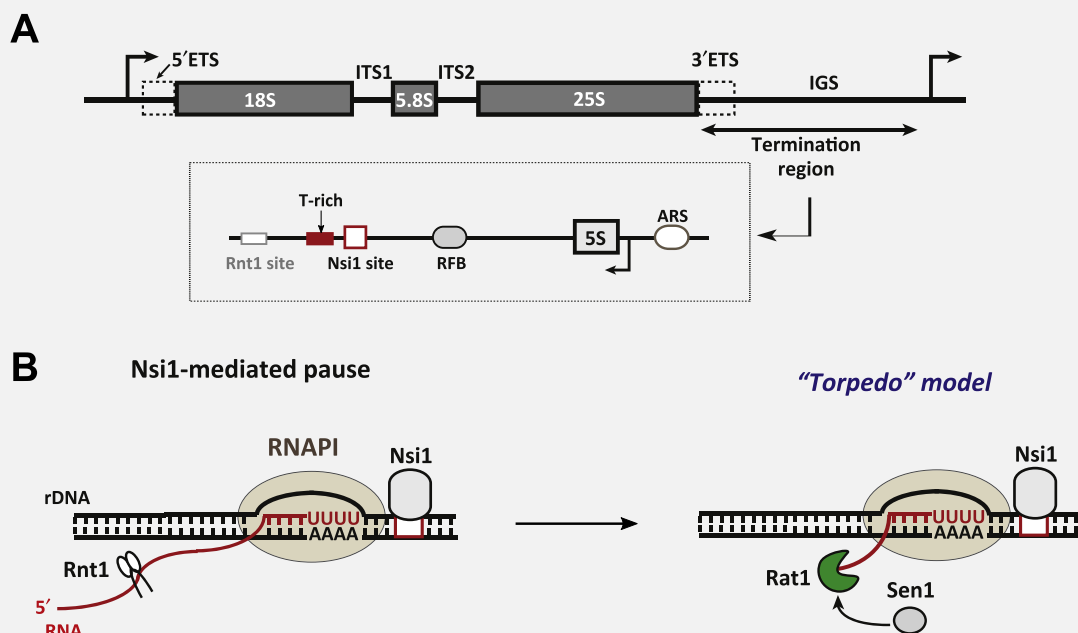 A
5′ETS
ITS1
ITS2
3′ETS
IGS
18S
5.8S
25S
Termination
region
T-rich
ARS
5S
Rnt1 site
Nsi1 site
RFB
B
Nsi1-mediated pause
“Torpedo” model
RNAPI
Nsi1
rDNA
UUUU
AAAA
Rnt1
5′
RNA
Nsi1
UUUU
AAAA
Rat1
Sen1